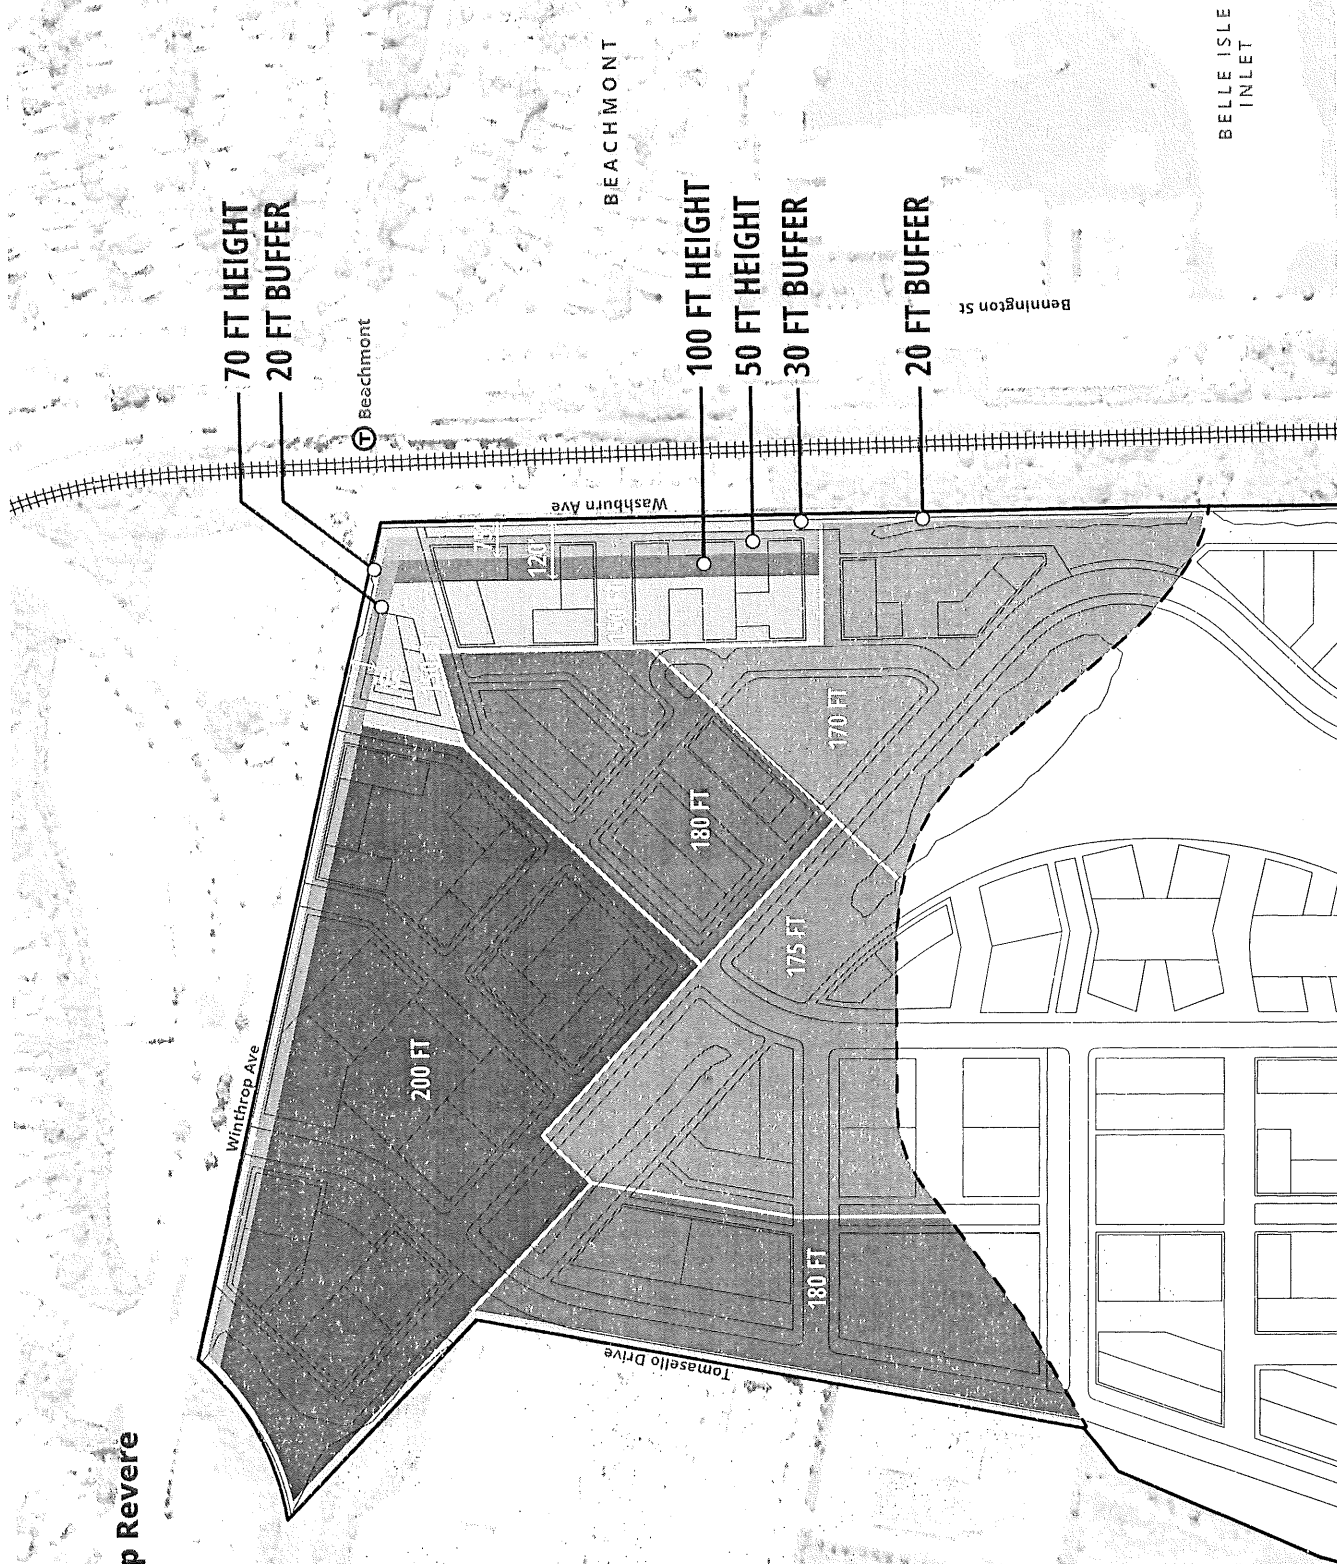 p Revere
70 FT HEIGHT
20 FT BUFFER
T Beachmont
BEACHMONT
100 FT HEIGHT
50 FT HEIGHT
30 FT BUFFER
20 FT BUFFER
BELLE ISLE
INLET
Bennington St
Washburn Ave
75'
120'
Winthrop Ave
200 FT
180 FT
170 FT
175 FT
180 FT
Tomasello Drive